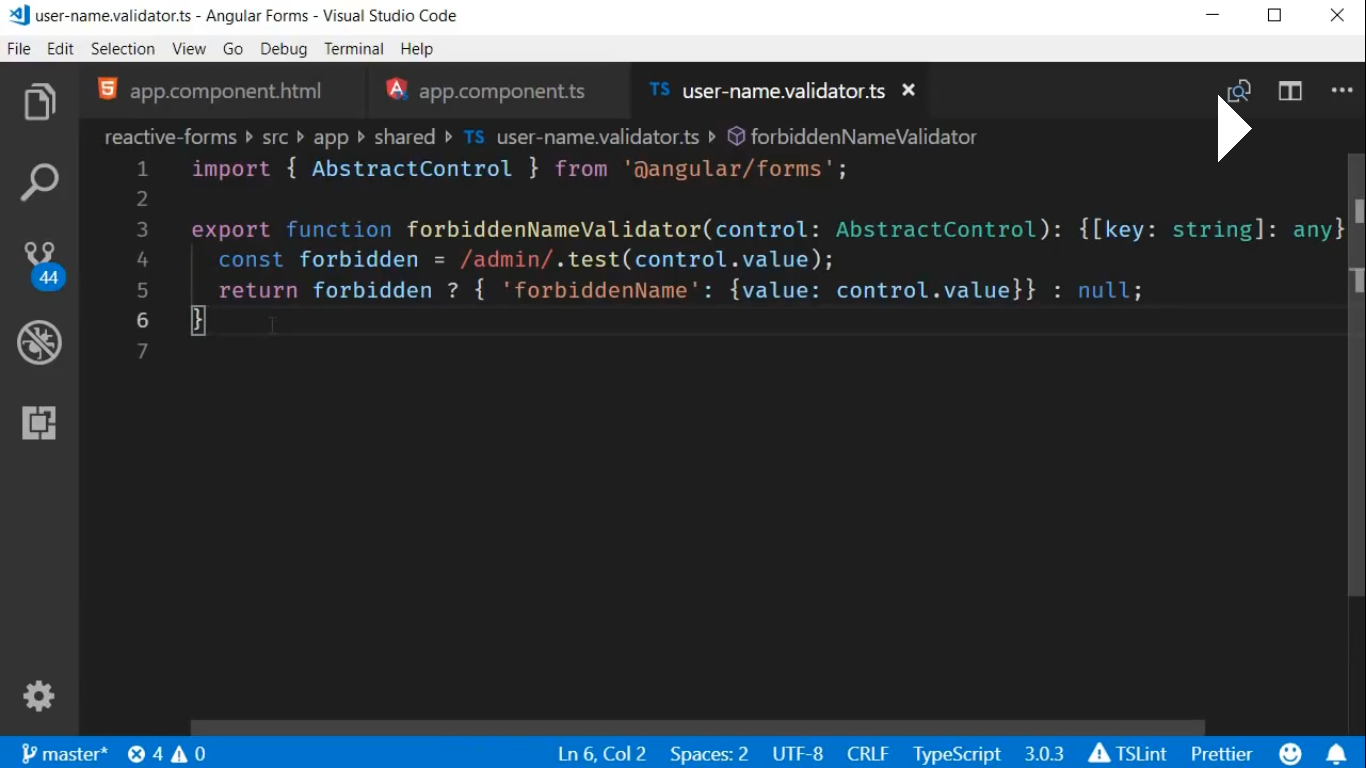 user-name.validator.ts - Angular Forms - Visual Studio Code
File Edit Selection View Go Debug Terminal Help
app.component.html app.component.ts TS user-name.validator.ts
reactive-forms src app shared TS user-name.validator.ts forbiddenNameValidator
1 import { AbstractControl } from '@angular/forms';
2
3 export function forbiddenNameValidator(control: AbstractControl): {[key: string]: any}
4 const forbidden = /admin/.test(control.value);
5 return forbidden ? { 'forbiddenName': {value: control.value}} : null;
6 }
7
44
master* 4 0 Ln 6, Col 2 Spaces: 2 UTF-8 CRLF TypeScript 3.0.3 TSLint Prettier